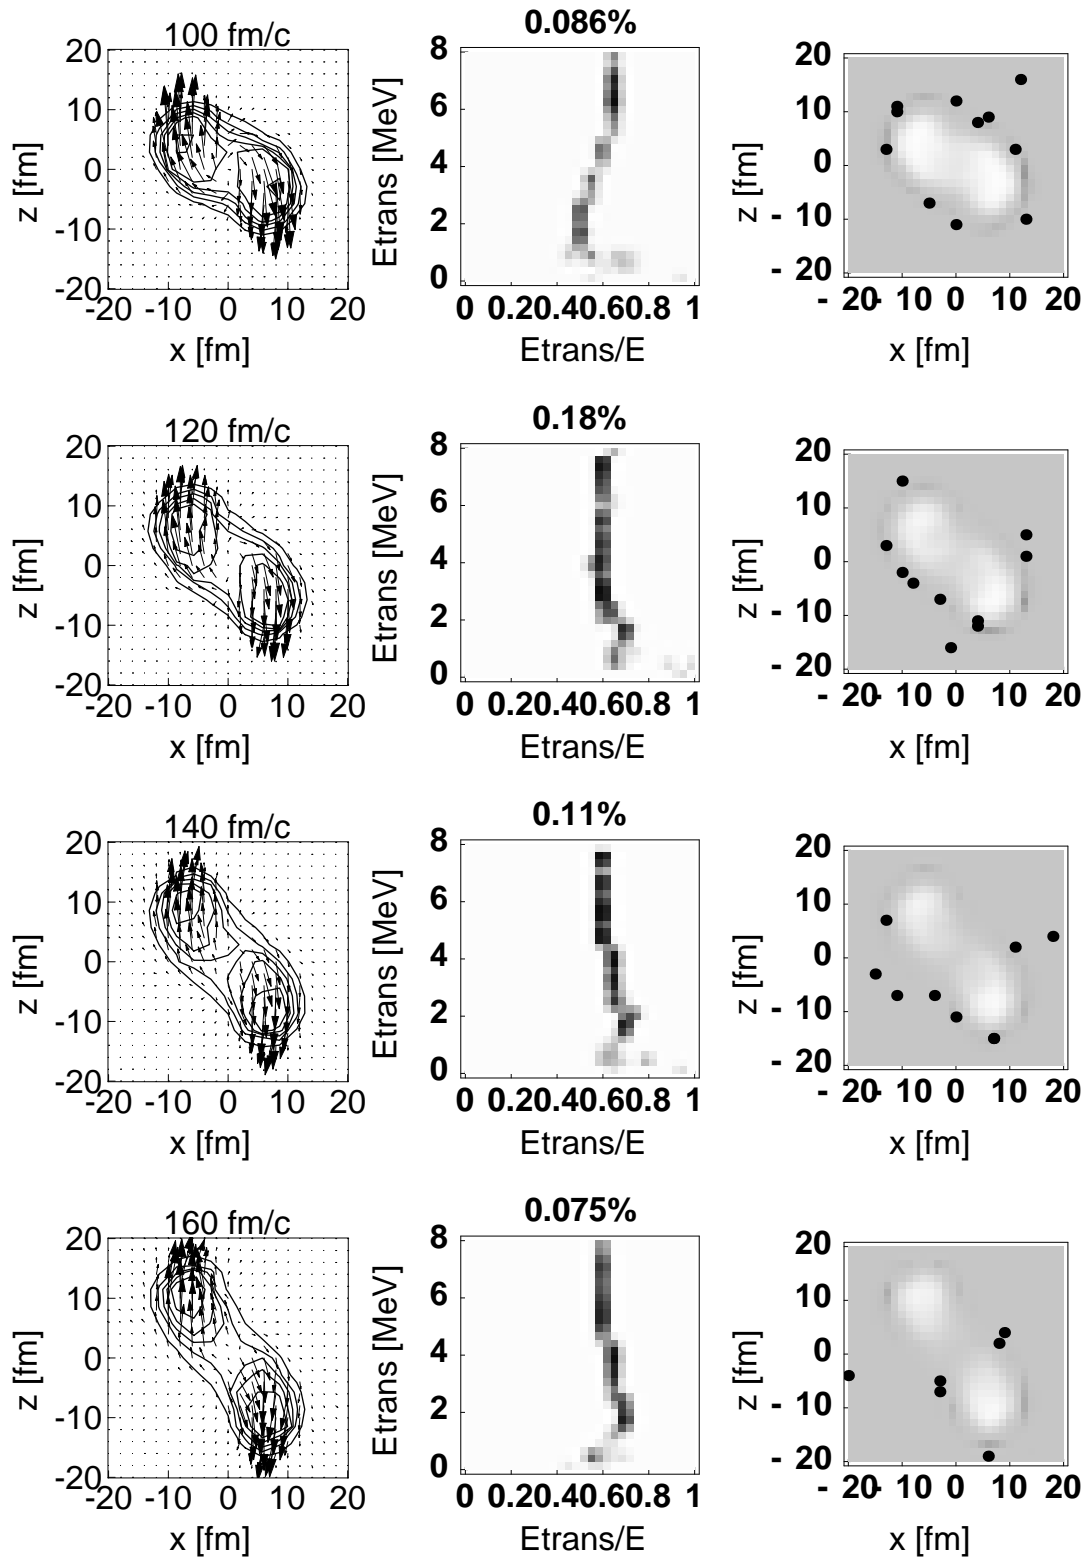 100 fm/c
0.086%
20
10
0
-10
-20
z [fm]
-20 -10 0 10 20
x [fm]
8
6
4
2
0
Etrans [MeV]
0 0.20.40.60.8 1
Etrans/E
20
10
0
- 10
- 20
z [fm]
- 20 - 10 0 10 20
x [fm]
120 fm/c
0.18%
20
10
0
-10
-20
z [fm]
-20 -10 0 10 20
x [fm]
8
6
4
2
0
Etrans [MeV]
0 0.20.40.60.8 1
Etrans/E
20
10
0
- 10
- 20
z [fm]
- 20 - 10 0 10 20
x [fm]
140 fm/c
0.11%
20
10
0
-10
-20
z [fm]
-20 -10 0 10 20
x [fm]
8
6
4
2
0
Etrans [MeV]
0 0.20.40.60.8 1
Etrans/E
20
10
0
- 10
- 20
z [fm]
- 20 - 10 0 10 20
x [fm]
160 fm/c
0.075%
20
10
0
-10
-20
z [fm]
-20 -10 0 10 20
x [fm]
8
6
4
2
0
Etrans [MeV]
0 0.20.40.60.8 1
Etrans/E
20
10
0
- 10
- 20
z [fm]
- 20 - 10 0 10 20
x [fm]